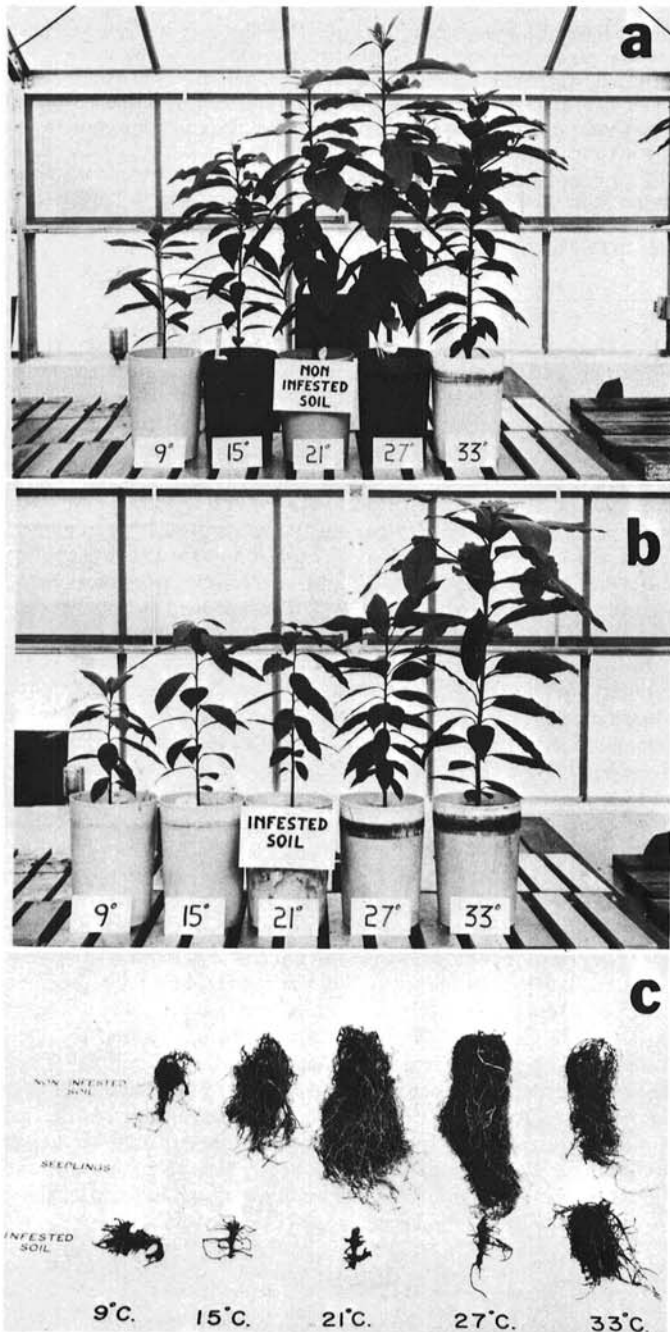 a
NON
INFESTED
SOIL
9° 15° 21° 27° 33°
b
INFESTED
SOIL
9° 15° 21° 27° 33°
c
NON INFESTED
SOIL
SEEDLINGS
INFESTED
SOIL
9°C. 15°C. 21°C. 27°C. 33°C.